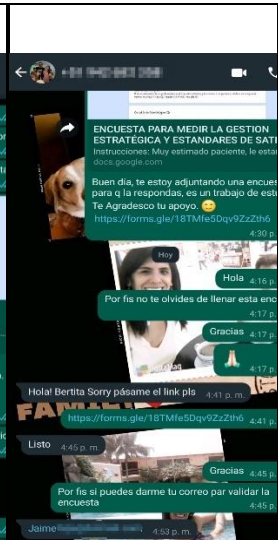 ENCUESTA PARA MEDIR LA GESTION
ESTRATÉGICA Y ESTANDARES DE SATI
Instrucciones: Muy estimado paciente, le estar
docs.google.com
Buen día, te estoy adjuntando una encues
para q la respondas, es un trabajo de est
Te Agradesco tu apoyo. 😊
https://forms.gle/18TMfe5Dqv9ZzZth6
4:30 p.
Hoy
Hola 4:16 p.
Por fis no te olvides de llenar esta enc
4:17 p.
Gracias 4:17 p.
🙏🏻 4:17 p.
Hola! Bertita Sorry pásame el link pls 4:41 p. m.
FAMILI
https://forms.gle/18TMfe5Dqv9ZzZth6 4:41 p.
Listo 4:45 p. m.
Gracias 4:45 p.
Por fis si puedes darme tu correo par validar la
encuesta 4:45 p.
Jaime 4:53 p. m.